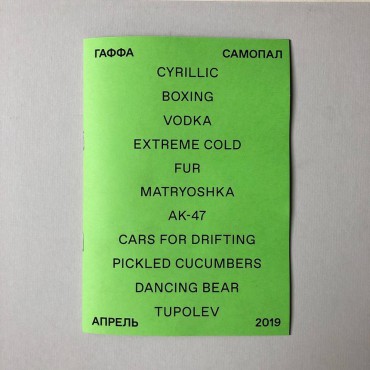 ГАФФА САМОПАЛ
CYRILLIC
BOXING
VODKA
EXTREME COLD
FUR
MATRYOSHKA
AK-47
CARS FOR DRIFTING
PICKLED CUCUMBERS
DANCING BEAR
TUPOLEV
АПРЕЛЬ 2019